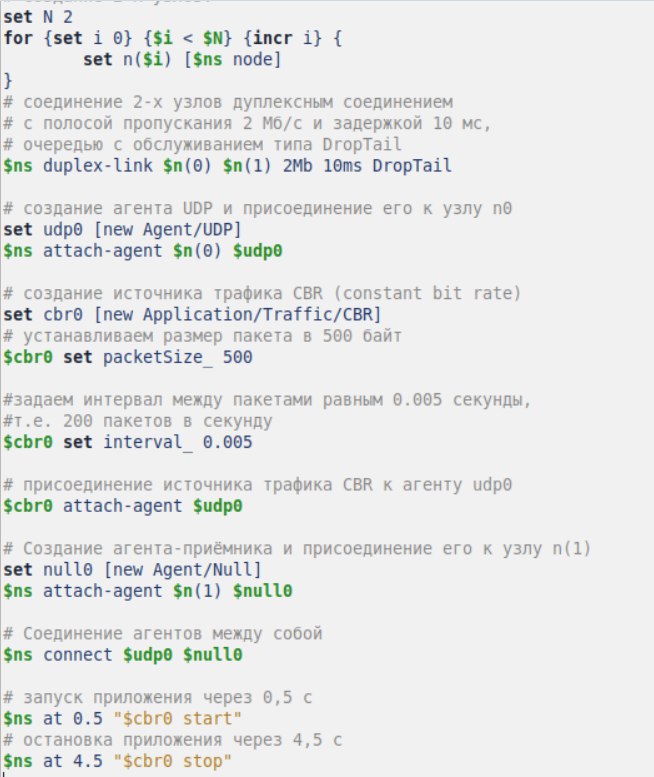 set N 2
for {set i 0} {$i < $N} {incr i} {
set n($i) [$ns node]
}
# соединение 2-х узлов дуплексным соединением
# с полосой пропускания 2 Мб/с и задержкой 10 мс,
# очередью с обслуживанием типа DropTail
$ns duplex-link $n(0) $n(1) 2Mb 10ms DropTail
# создание агента UDP и присоединение его к узлу n0
set udp0 [new Agent/UDP]
$ns attach-agent $n(0) $udp0
# создание источника трафика CBR (constant bit rate)
set cbr0 [new Application/Traffic/CBR]
# устанавливаем размер пакета в 500 байт
$cbr0 set packetSize_ 500
#задаем интервал между пакетами равным 0.005 секунды,
#т.е. 200 пакетов в секунду
$cbr0 set interval_ 0.005
# присоединение источника трафика CBR к агенту udp0
$cbr0 attach-agent $udp0
# Создание агента-приёмника и присоединение его к узлу n(1)
set null0 [new Agent/Null]
$ns attach-agent $n(1) $null0
# Соединение агентов между собой
$ns connect $udp0 $null0
# запуск приложения через 0,5 с
$ns at 0.5 "$cbr0 start"
# остановка приложения через 4,5 с
$ns at 4.5 "$cbr0 stop"